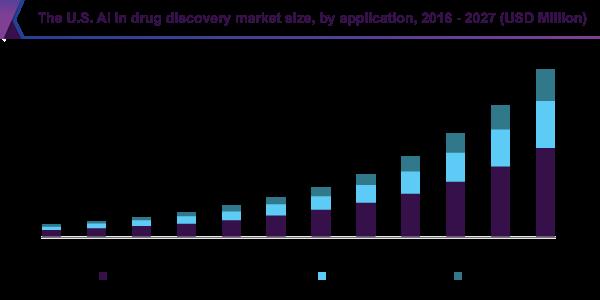 The U.S. AI in drug discovery market size, by application, 2016 - 2027 (USD Million)